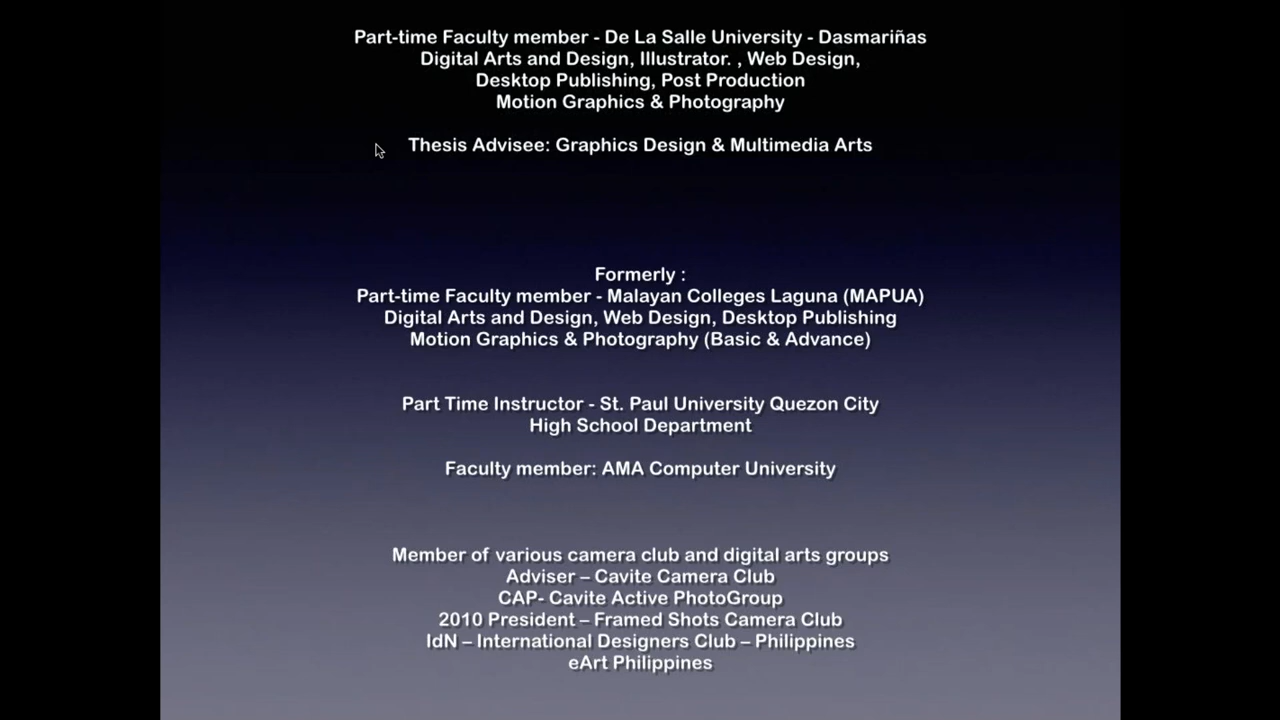 Part-time Faculty member - De La Salle University - Dasmariñas
Digital Arts and Design, Illustrator. , Web Design,
Desktop Publishing, Post Production
Motion Graphics & Photography
Thesis Advisee: Graphics Design & Multimedia Arts
Formerly :
Part-time Faculty member - Malayan Colleges Laguna (MAPUA)
Digital Arts and Design, Web Design, Desktop Publishing
Motion Graphics & Photography (Basic & Advance)
Part Time Instructor - St. Paul University Quezon City
High School Department
Faculty member: AMA Computer University
Member of various camera club and digital arts groups
Adviser – Cavite Camera Club
CAP- Cavite Active PhotoGroup
2010 President – Framed Shots Camera Club
IdN – International Designers Club – Philippines
eArt Philippines